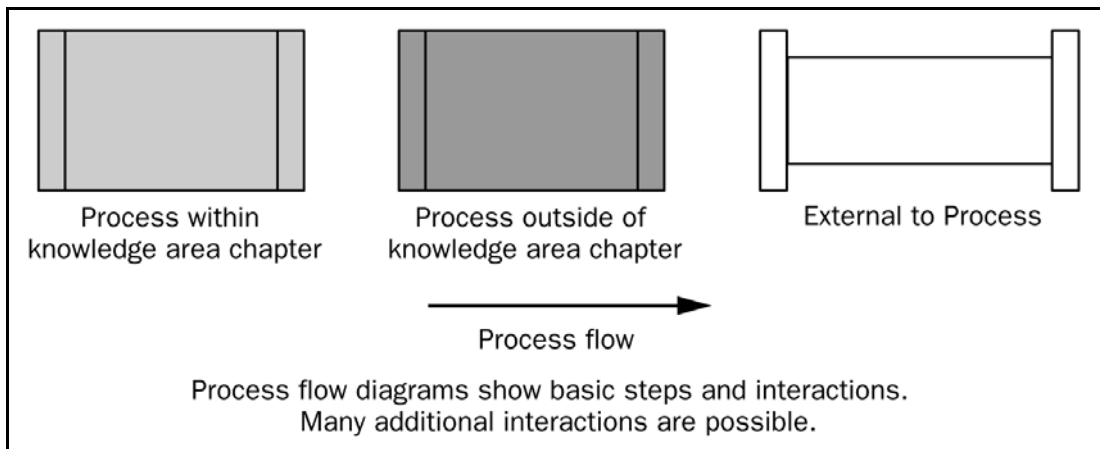 Process within
knowledge area chapter
Process outside of
knowledge area chapter
External to Process
Process flow
Process flow diagrams show basic steps and interactions.
Many additional interactions are possible.